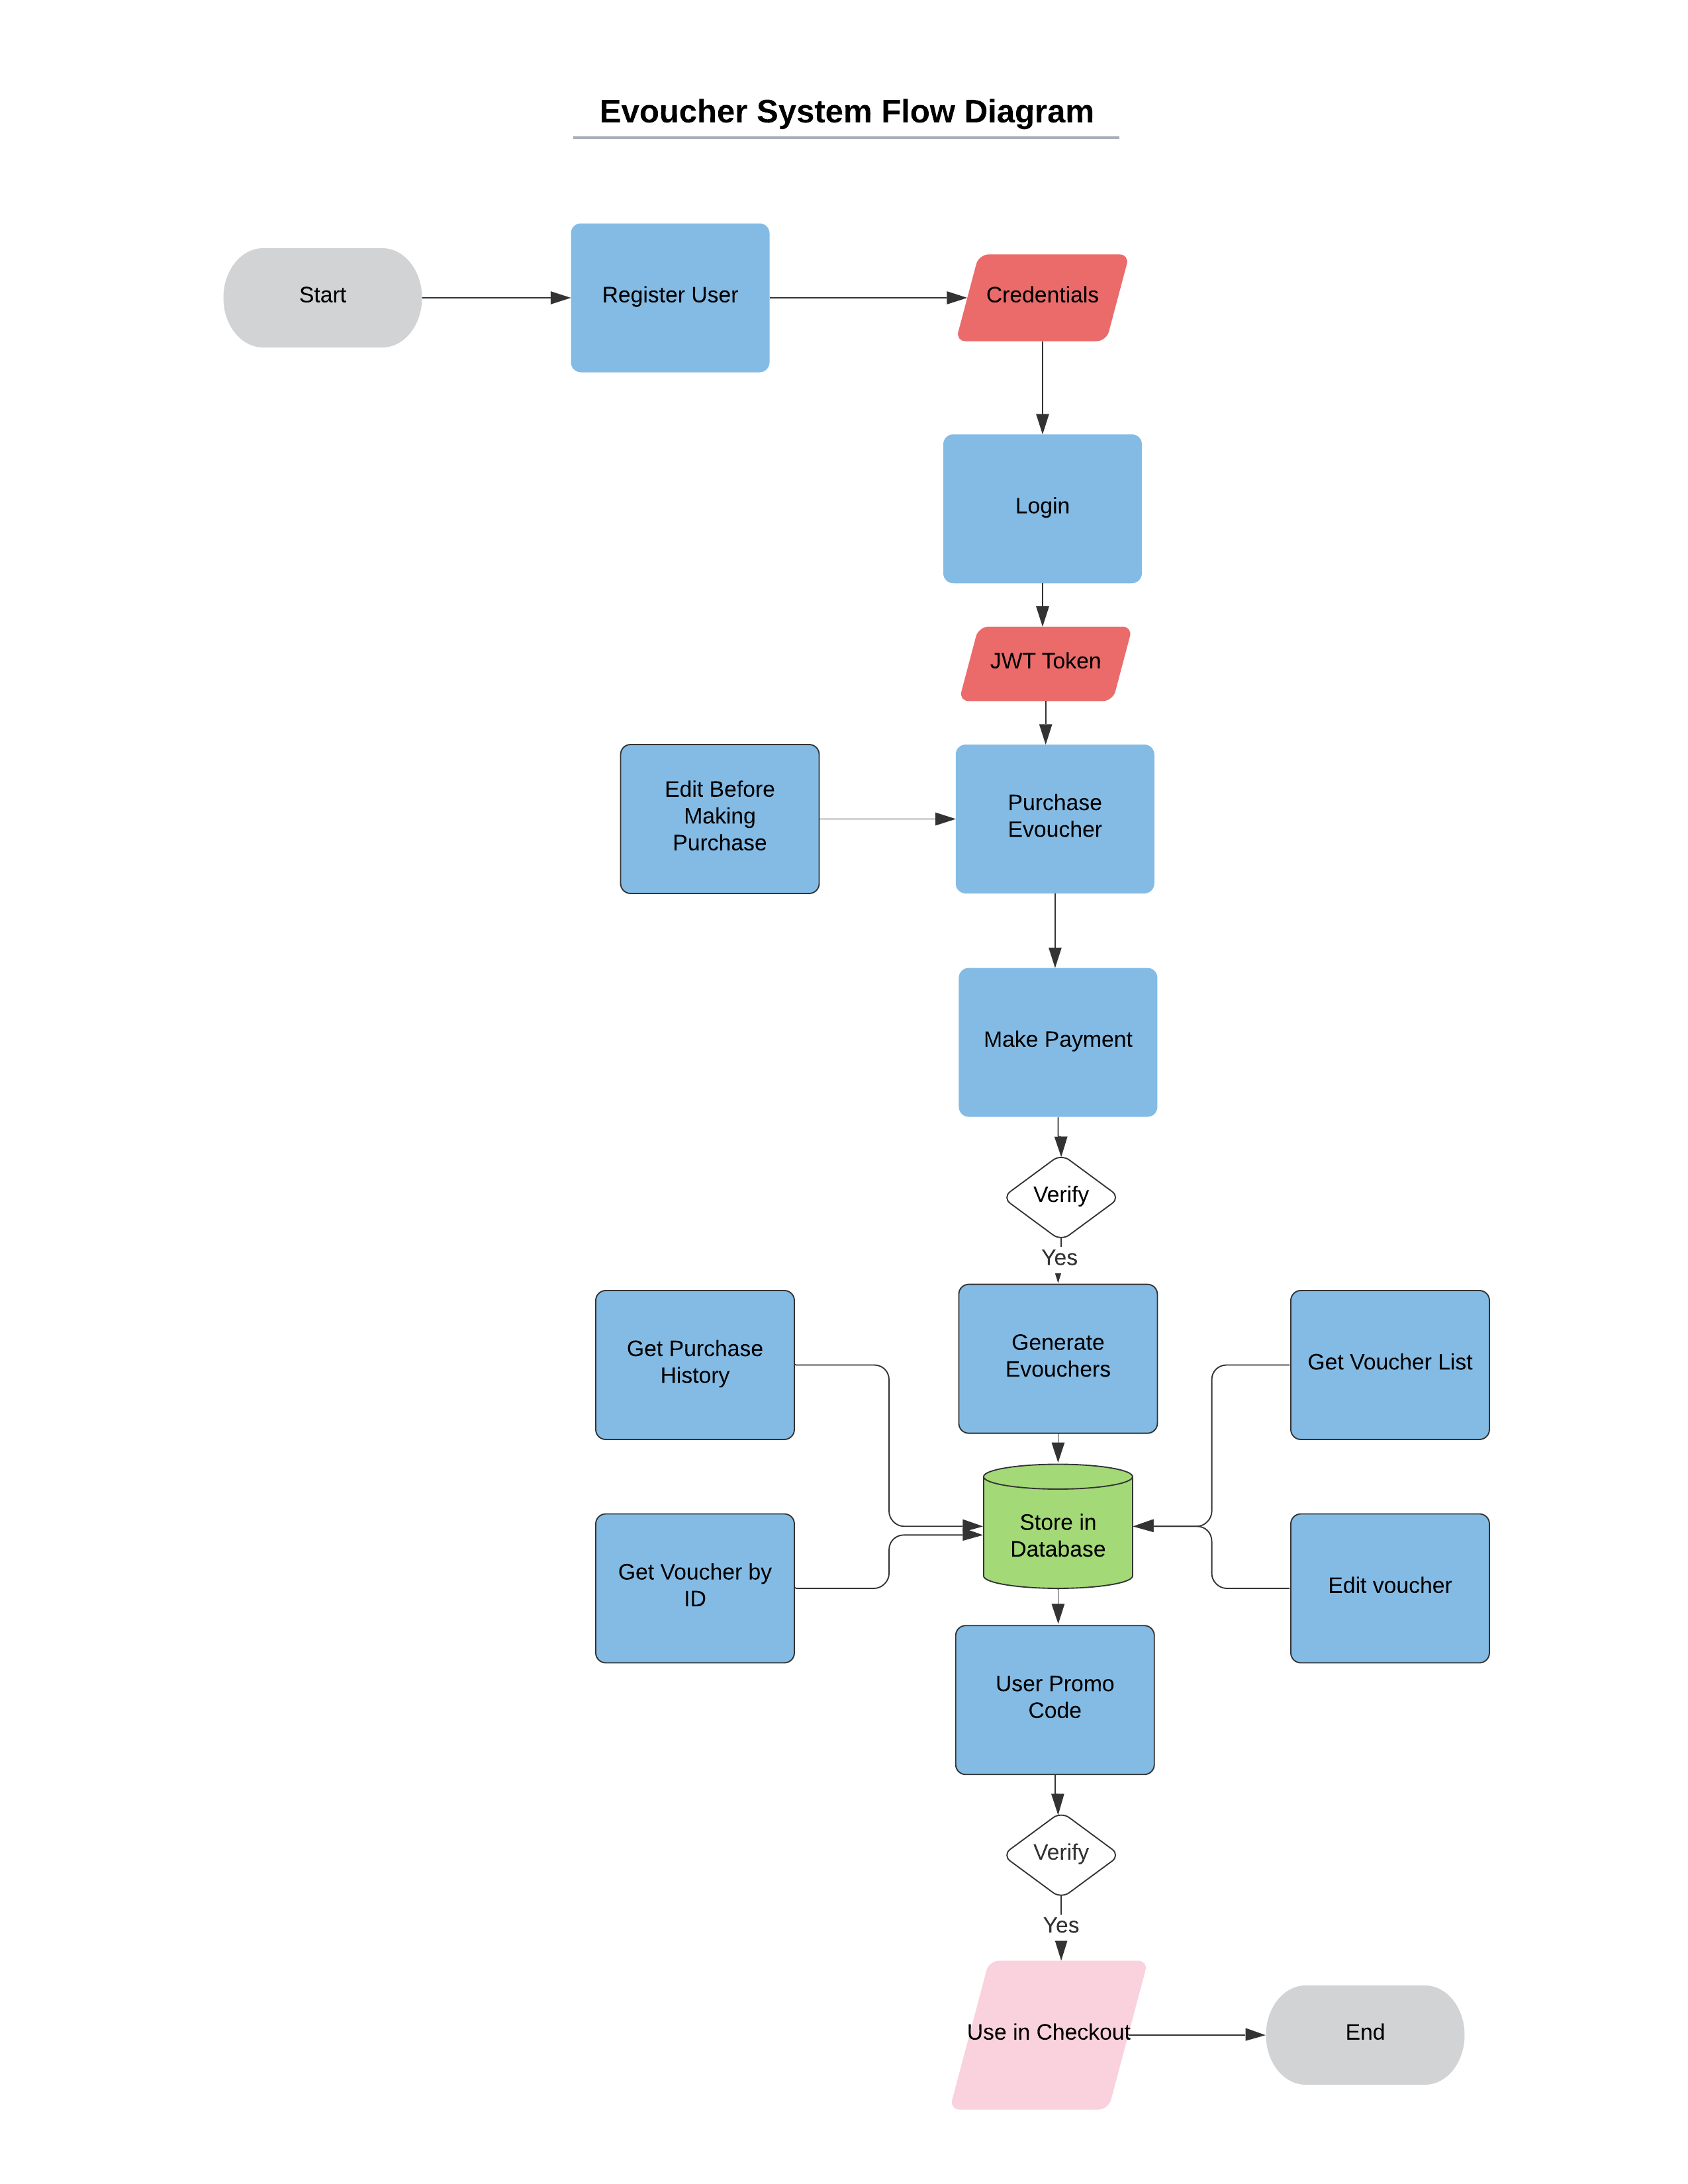 Evoucher System Flow Diagram
Start
Register User
Credentials
Login
JWT Token
Edit Before
Making
Purchase
Purchase
Evoucher
Make Payment
Verify
Yes
Get Purchase
History
Generate
Evouchers
Get Voucher List
Store in
Database
Get Voucher by
ID
Edit voucher
User Promo
Code
Verify
Yes
Use in Checkout
End